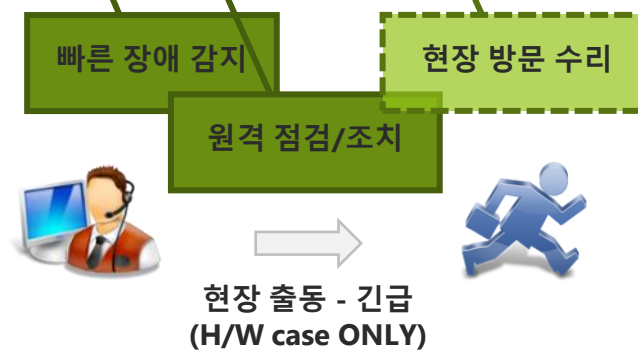 빠른 장애 감지
현장 방문 수리
원격 점검/조치
현장 출동 - 긴급
(H/W case ONLY)